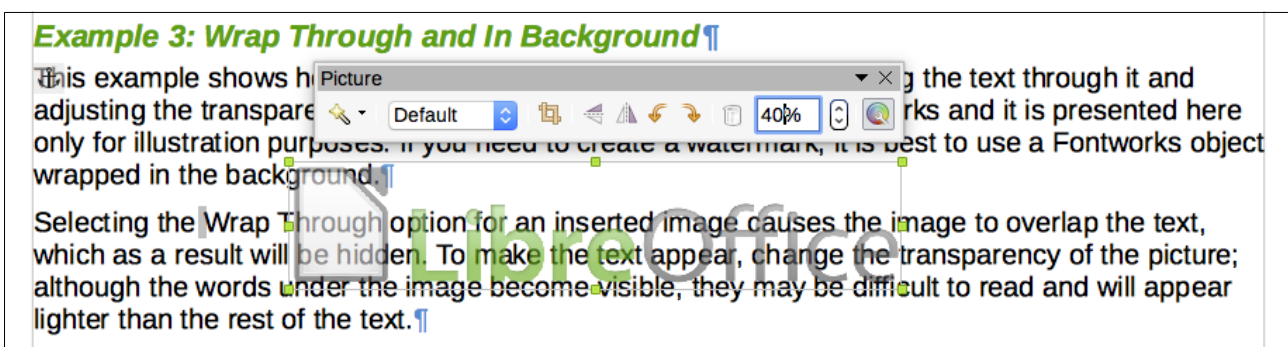 Example 3: Wrap Through and In Background¶
This example shows h
Picture
g the text through it and
adjusting the transpare
Default
40%
rks and it is presented here
only for illustration purposes. If you need to create a watermark, it is best to use a Fontworks object
wrapped in the background.¶
Selecting the Wrap Through option for an inserted image causes the image to overlap the text,
LibreOffice
which as a result will be hidden. To make the text appear, change the transparency of the picture;
although the words under the image become visible, they may be difficult to read and will appear
lighter than the rest of the text.¶